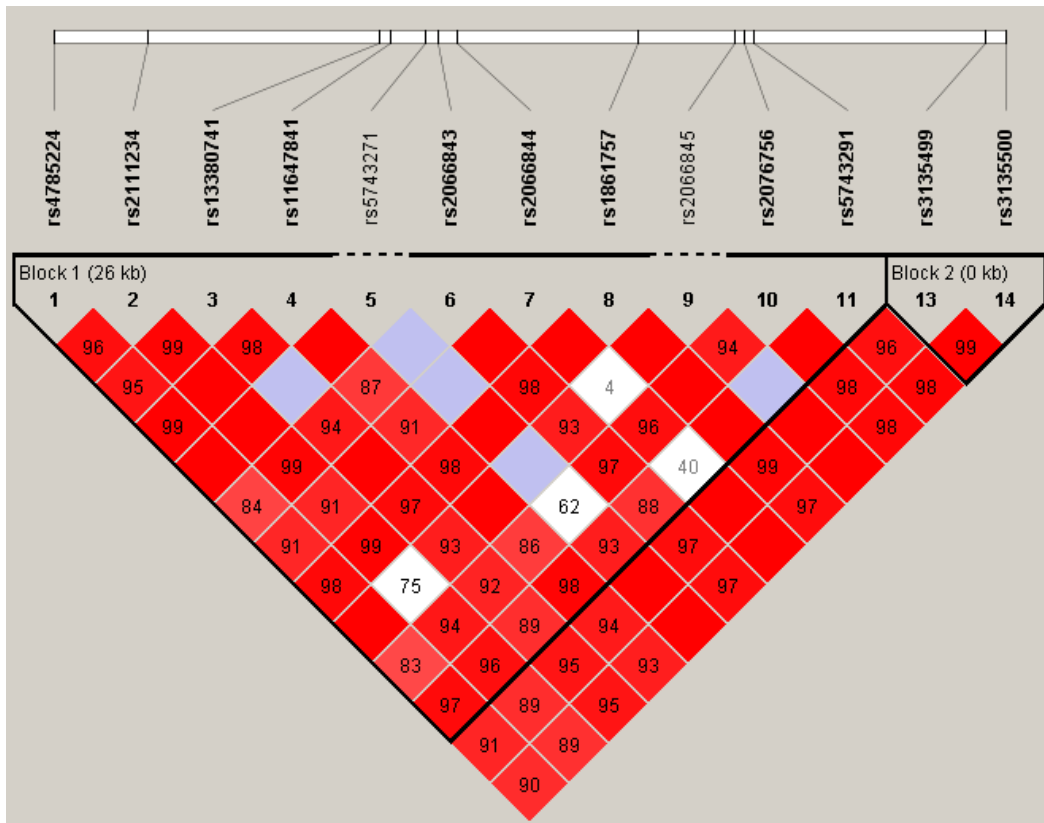 rs4785224
rs2111234
rs13380741
rs11647841
rs5743271
rs2066843
rs2066844
rs1861757
rs2066845
rs2076756
rs5743291
rs3135499
rs3135500
Block 1 (26 kb) Block 2 (0 kb)
1 2 3 4 5 6 7 8 9 10 11 13 14
96 99 98 94 96 99
95 87 98 4 98 98
99 94 91 93 96 98
99 98 97 40 99
84 91 97 62 88 97
91 99 93 86 93 97
98 75 92 98 97
94 89 94
83 96 95 93
97 89 95
91 89
90